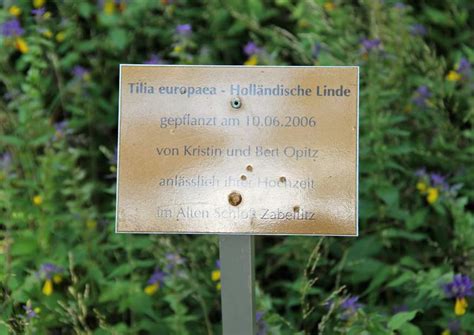 Tilia europaea - Holländische Linde
gepflanzt am 10.06.2006
von Kristin und Bert Opitz
anlässlich ihrer Hochzeit
im Alten Schloß Zabeltitz